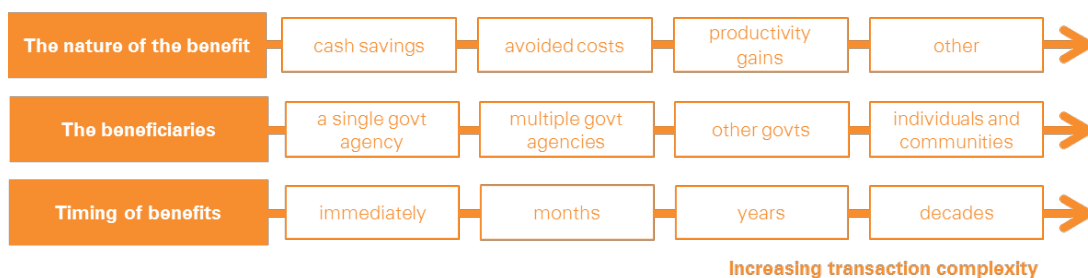 The nature of the benefit
cash savings
avoided costs
productivity
gains
other
The beneficiaries
a single govt
agency
multiple govt
agencies
other govts
individuals and
communities
Timing of benefits
immediately
months
years
decades
Increasing transaction complexity